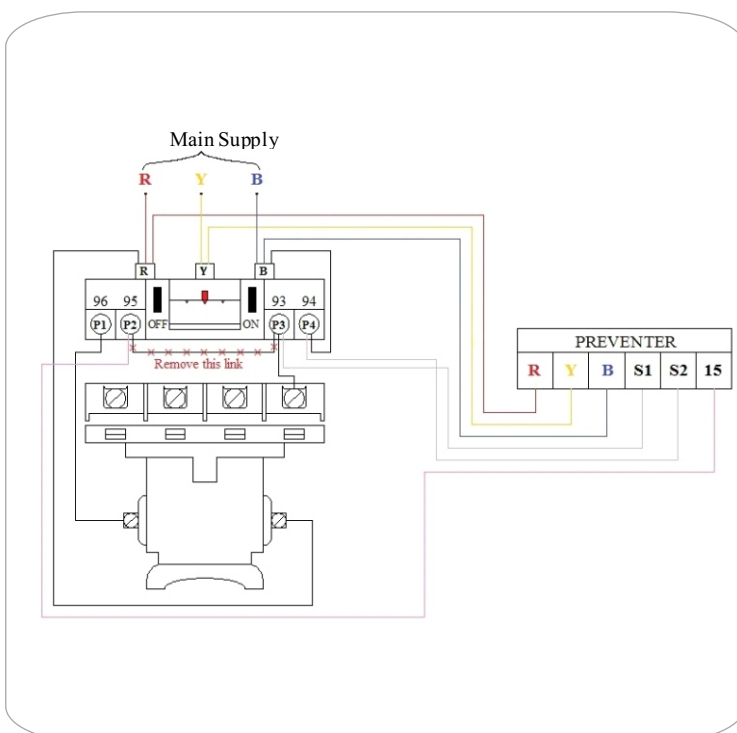 Main Supply
R Y B
R Y B
96 95 93 94
P1 P2 OFF ON P3 P4
Remove this link
PREVENTER
R Y B S1 S2 15